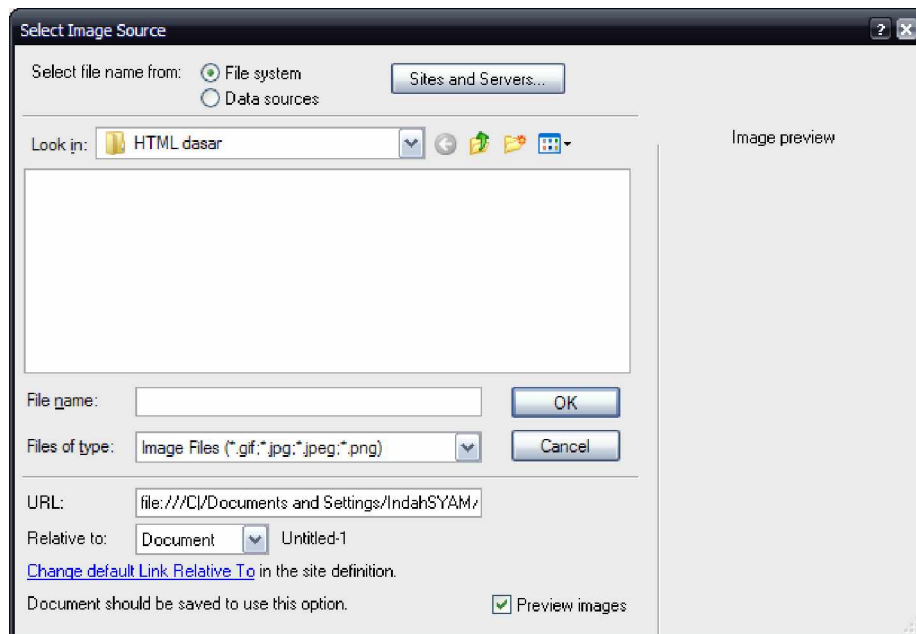 Select Image Source
Select file name from: File system Sites and Servers...
Data sources
Look in: HTML dasar
Image preview
File name: OK
Files of type: Image Files (*.gif;*.jpg;*.jpeg;*.png) Cancel
URL: file:///C|/Documents and Settings/IndahSYAM/
Relative to: Document Untitled-1
Change default Link Relative To in the site definition.
Document should be saved to use this option. Preview images